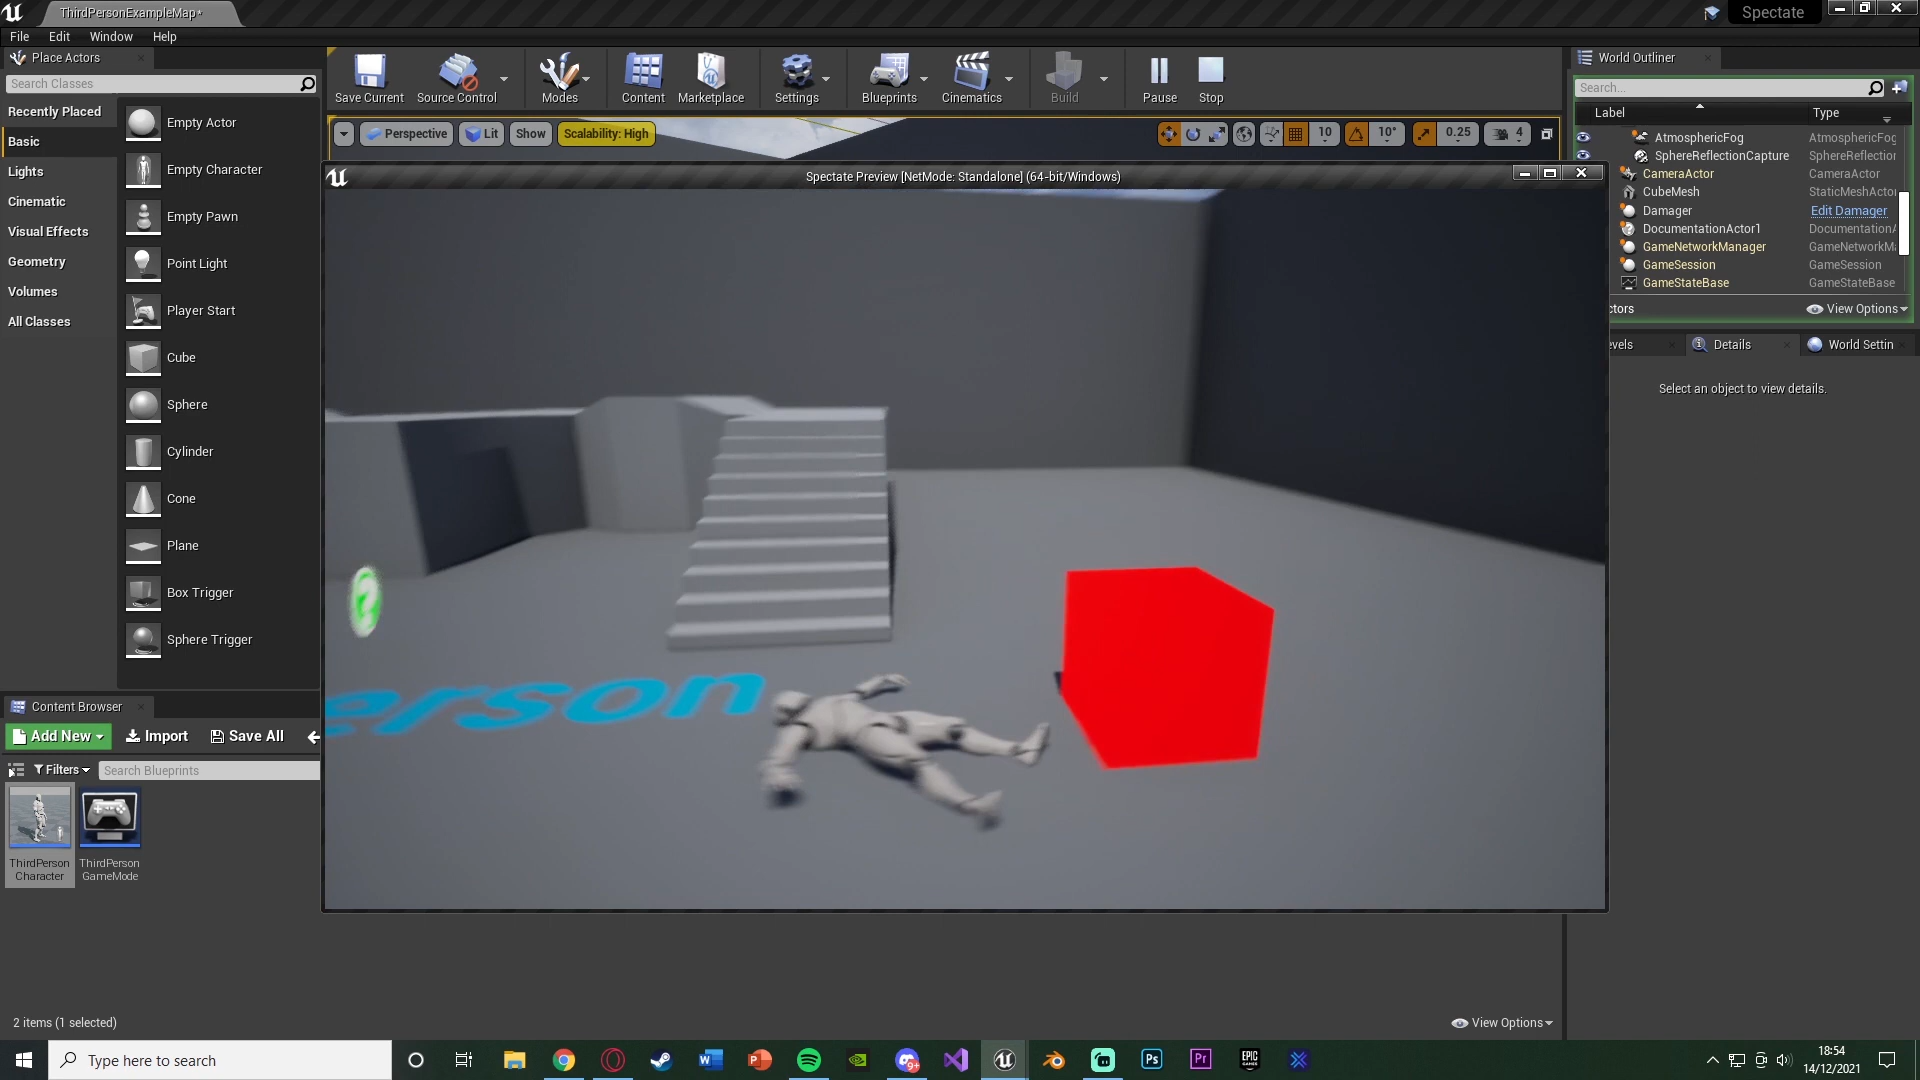 ThirdPersonExampleMap*
Spectate
File Edit Window Help
Place Actors
Search Classes
Recently Placed
Basic
Lights
Cinematic
Visual Effects
Geometry
Volumes
All Classes
Empty Actor
Empty Character
Empty Pawn
Point Light
Player Start
Cube
Sphere
Cylinder
Cone
Plane
Box Trigger
Sphere Trigger
Save Current
Source Control
Modes
Content
Marketplace
Settings
Blueprints
Cinematics
Build
Pause
Stop
Perspective Lit Show Scalability: High
10 10° 0.25 4
Spectate Preview [NetMode: Standalone] (64-bit/Windows)
erson
World Outliner
Search...
Label Type
AtmosphericFog AtmosphericFog
SphereReflectionCapture SphereReflection
CameraActor CameraActor
CubeMesh StaticMeshActor
Damager Edit Damager
DocumentationActor1 DocumentationA
GameNetworkManager GameNetworkMa
GameSession GameSession
GameStateBase GameStateBase
ctors View Options
evels Details World Settin
Select an object to view details.
Content Browser
Add New Import Save All
Filters Search Blueprints
ThirdPerson
Character
ThirdPerson
GameMode
2 items (1 selected)
View Options
Type here to search
9+
Ps
Pr
EPIC
GAMES
18:54
14/12/2021